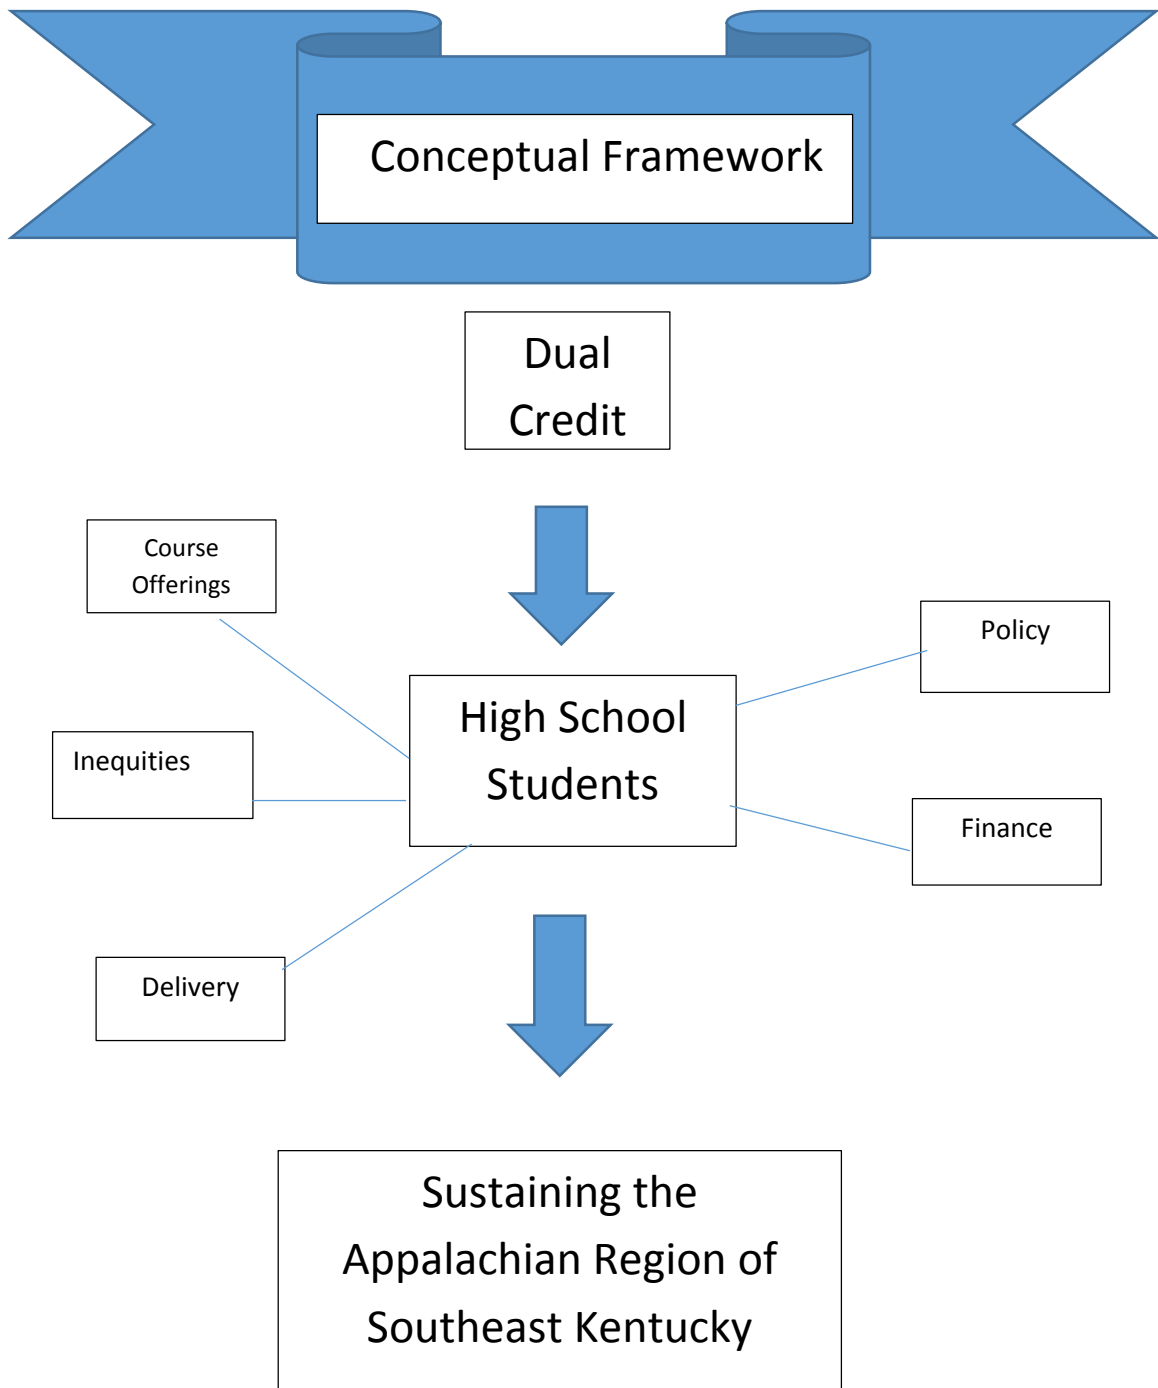 Conceptual Framework
Dual
Credit
Course
Offerings
Policy
High School
Students
Inequities
Finance
Delivery
Sustaining the
Appalachian Region of
Southeast Kentucky